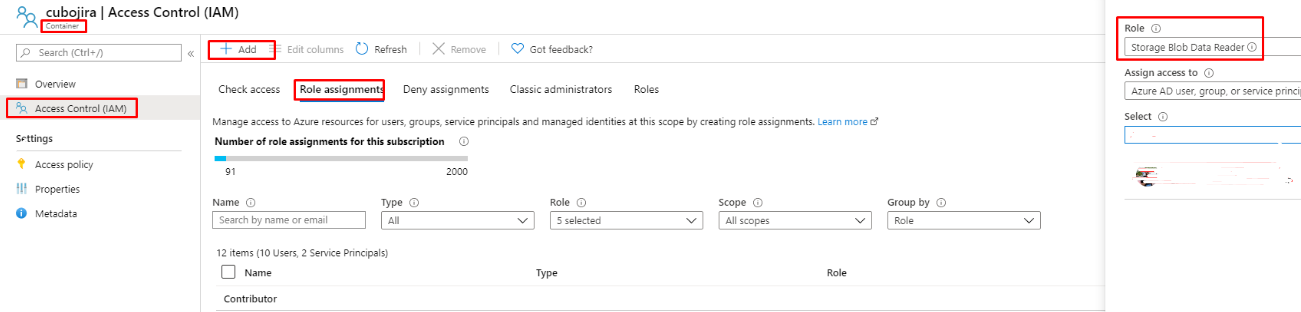 cubojira | Access Control (IAM)
Container
Search (Ctrl+/)
«
Overview
Access Control (IAM)
Settings
Access policy
Properties
Metadata
+ Add
Edit columns
Refresh
Remove
Got feedback?
Check access
Role assignments
Deny assignments
Classic administrators
Roles
Manage access to Azure resources for users, groups, service principals and managed identities at this scope by creating role assignments. Learn more
Number of role assignments for this subscription
91
2000
Name
Type
Role
Scope
Group by
Search by name or email
All
5 selected
All scopes
Role
12 items (10 Users, 2 Service Principals)
Name
Type
Role
Contributor
Role
Storage Blob Data Reader
Assign access to
Azure AD user, group, or service princi
Select